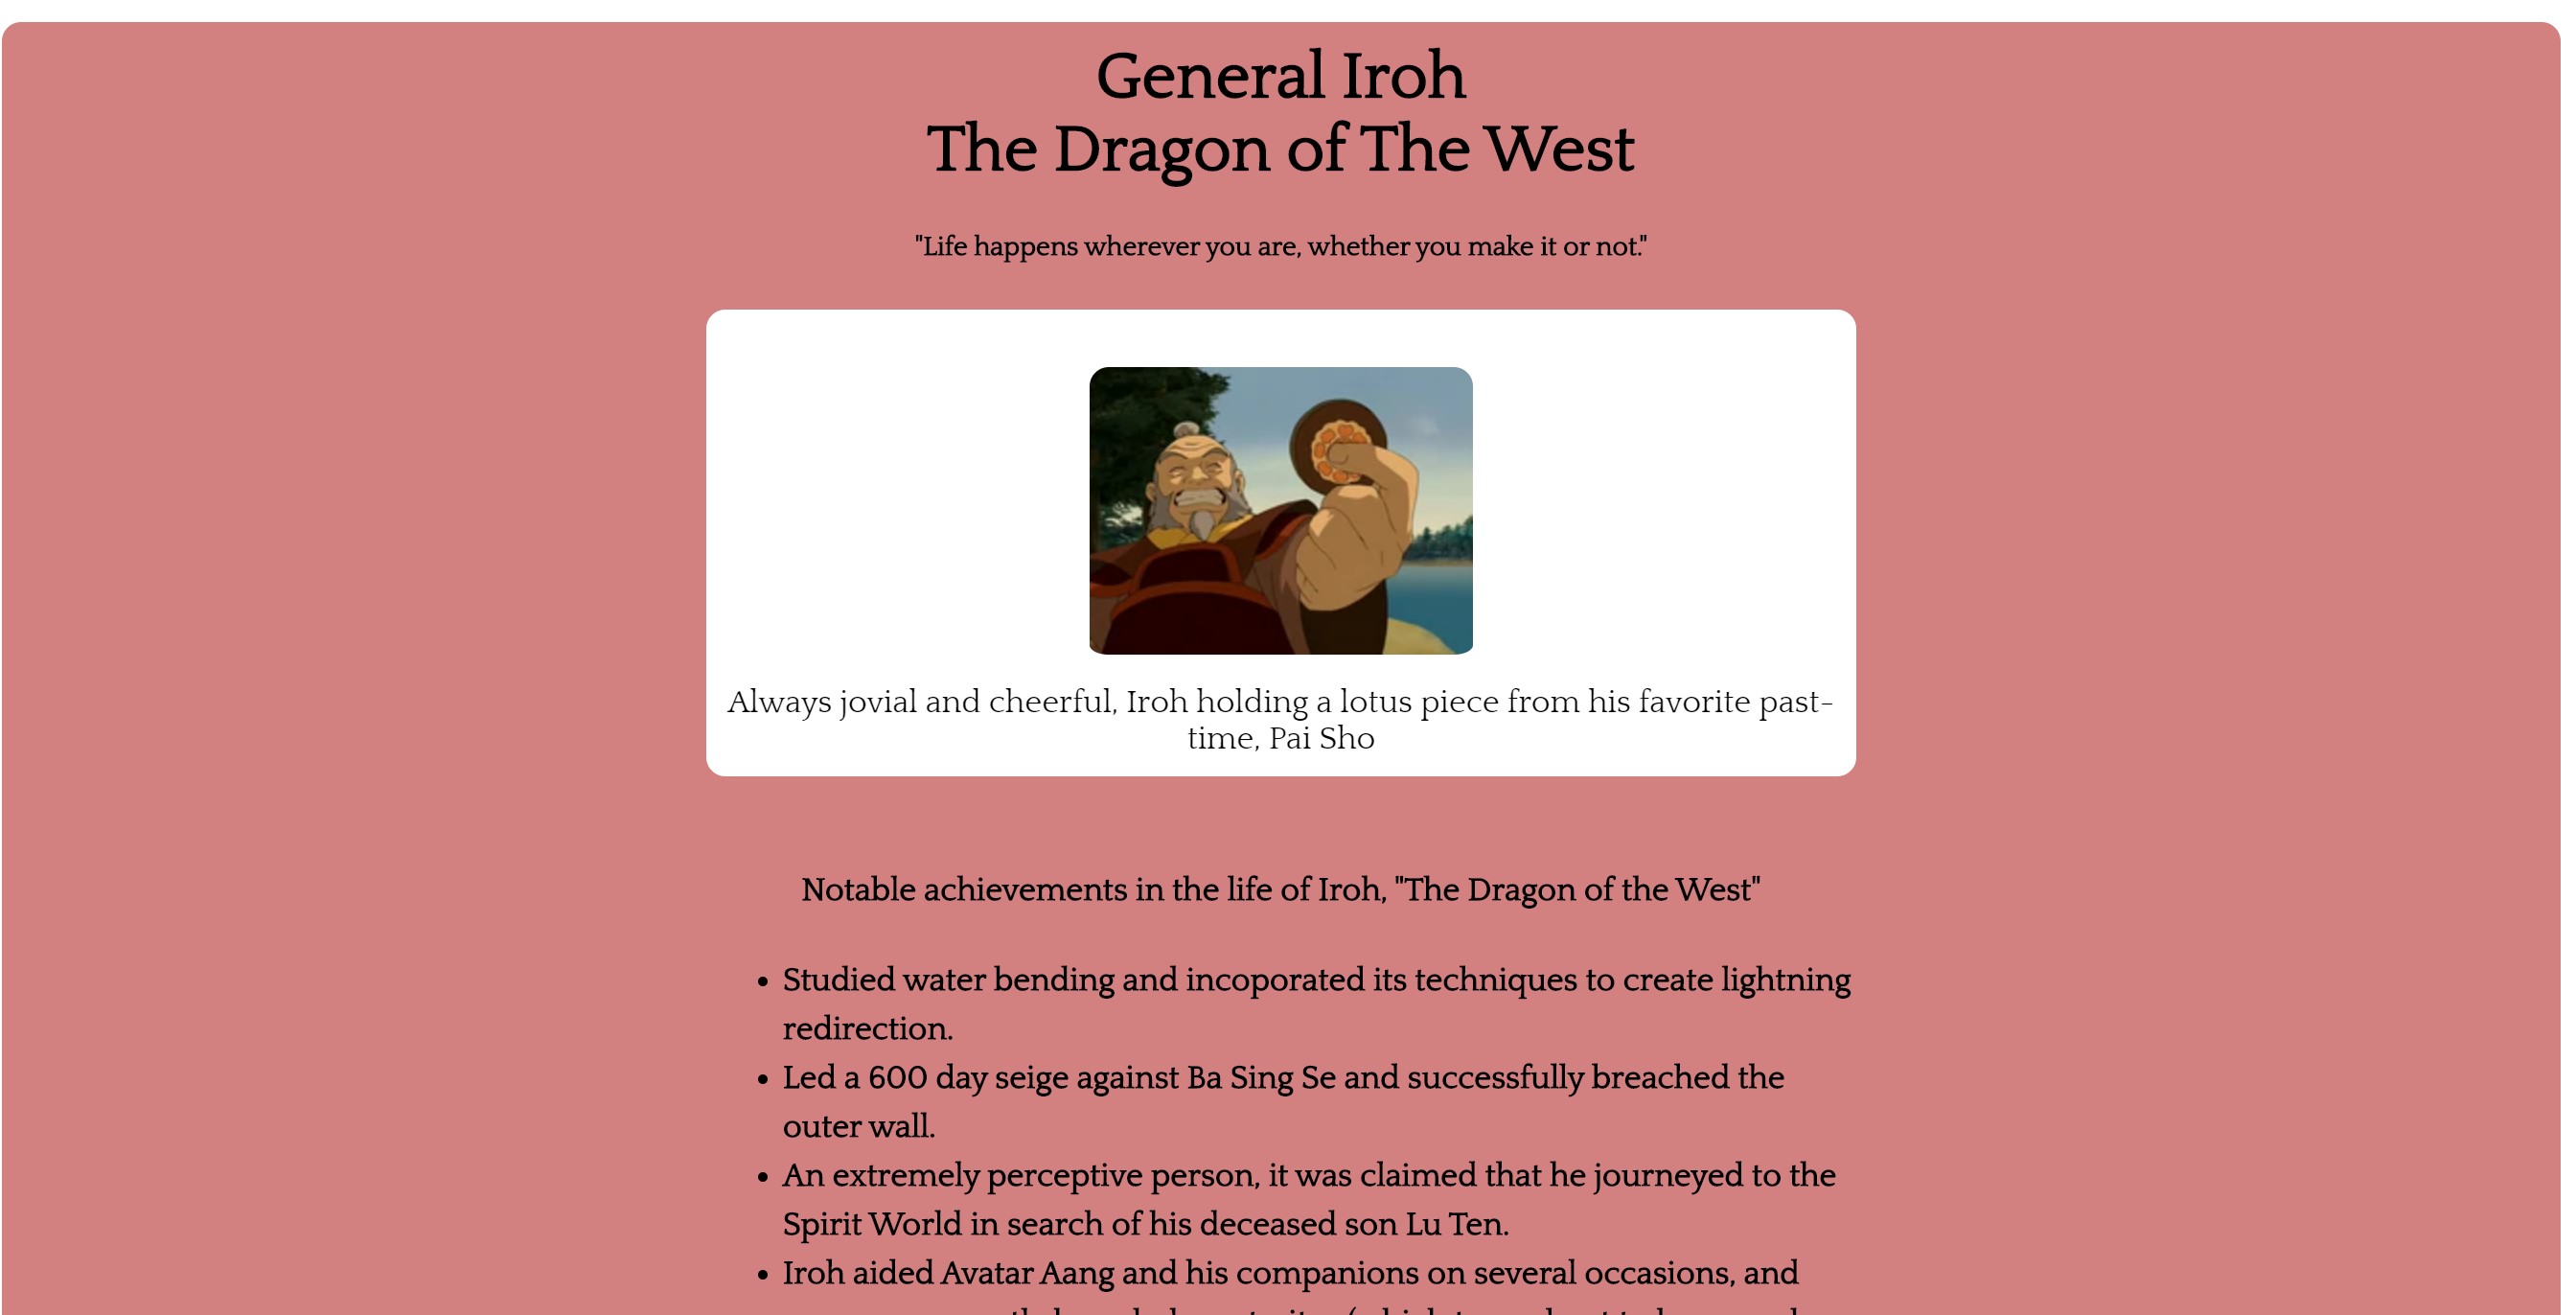 General Iroh
The Dragon of The West
"Life happens wherever you are, whether you make it or not."
Always jovial and cheerful, Iroh holding a lotus piece from his favorite past-
time, Pai Sho
Notable achievements in the life of Iroh, "The Dragon of the West"
• Studied water bending and incoporated its techniques to create lightning
redirection.
• Led a 600 day seige against Ba Sing Se and successfully breached the
outer wall.
• An extremely perceptive person, it was claimed that he journeyed to the
Spirit World in search of his deceased son Lu Ten.
• Iroh aided Avatar Aang and his companions on several occasions, and